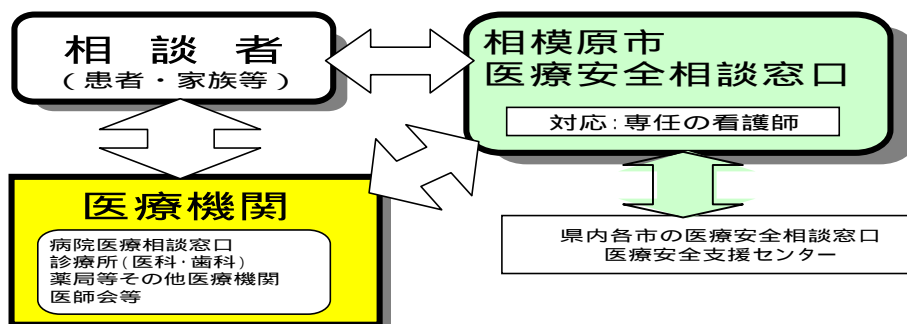 相談者
(患者・家族等)
相模原市
医療安全相談窓口
対応:専任の看護師
医療機関
病院医療相談窓口
診療所(医科・歯科)
薬局等その他医療機関
医師会等
県内各市の医療安全相談窓口
医療安全支援センター